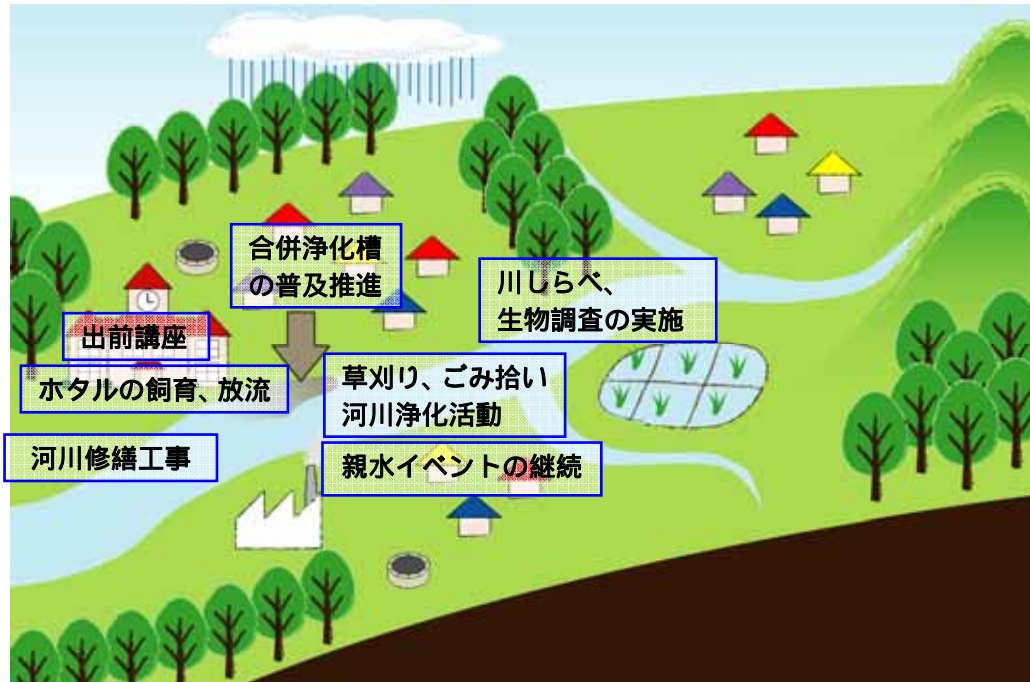 合併浄化槽
の普及推進
川しらべ、
生物調査の実施
出前講座
ホタルの飼育、放流
草刈り、ごみ拾い
河川浄化活動
河川修繕工事
親水イベントの継続